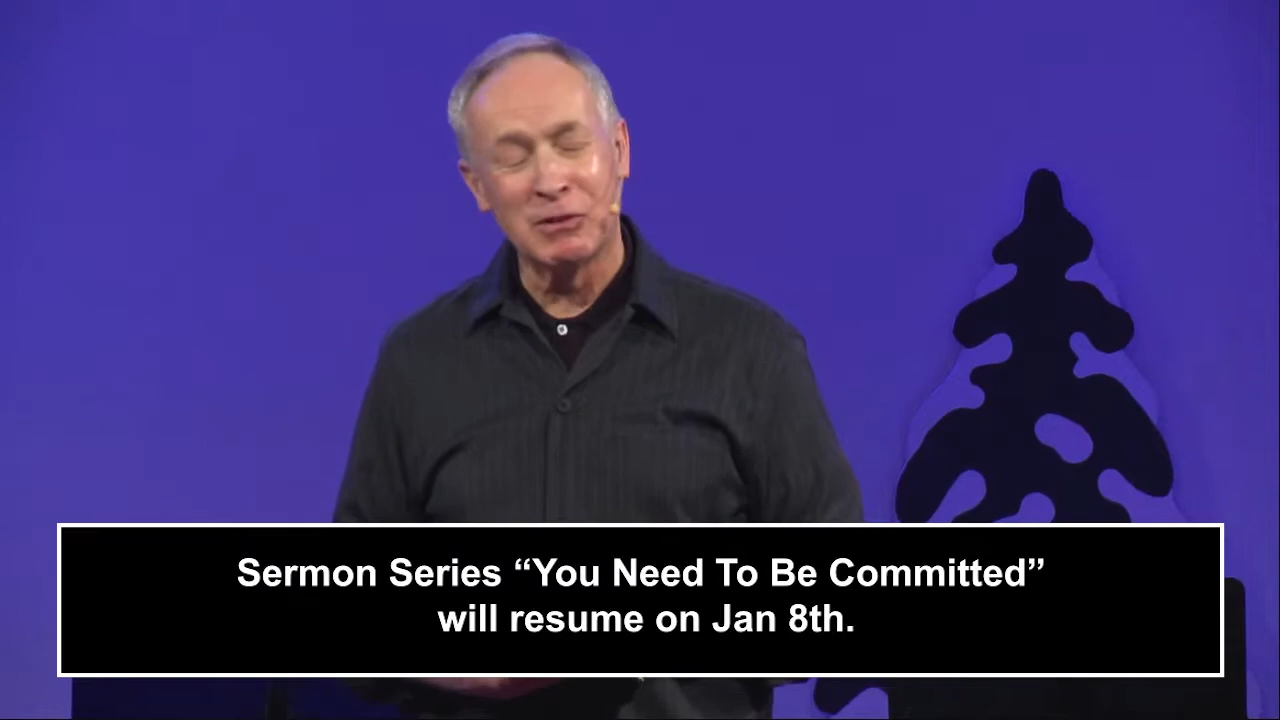 Sermon Series “You Need To Be Committed”
will resume on Jan 8th.